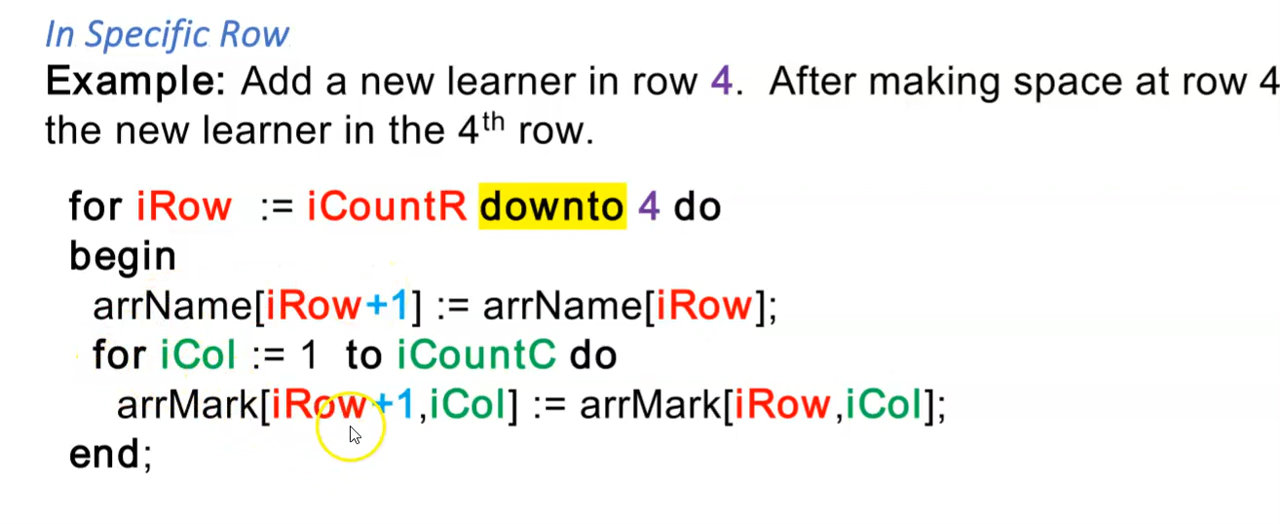 In Specific Row
Example: Add a new learner in row 4. After making space at row 4
the new learner in the 4th row.
for iRow := iCountR downto 4 do
begin
arrName[iRow+1] := arrName[iRow];
for iCol := 1 to iCountC do
arrMark[iRow+1,iCol] := arrMark[iRow,iCol];
end;